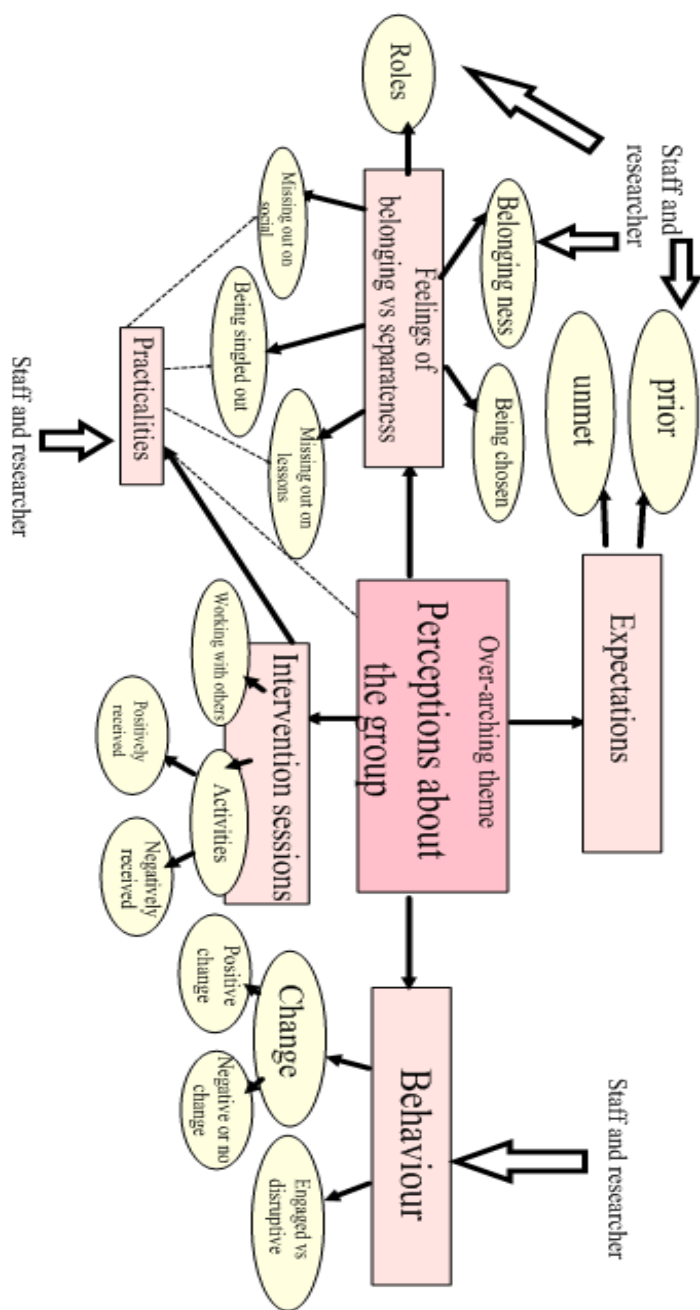 Staff and
researcher
Staff and researcher
prior
unmet
Expectations
Roles
Belonging ness
Being chosen
Feelings of
belonging vs separateness
Over-arching theme
Perceptions about
the group
Behaviour
Missing out on
social
Being singled out
Missing out on
lessons
Practicalities
Staff and researcher
Intervention sessions
Working with others
Activities
Positively
received
Negatively
received
Change
Positive
change
Negative or no
change
Engaged vs
disruptive